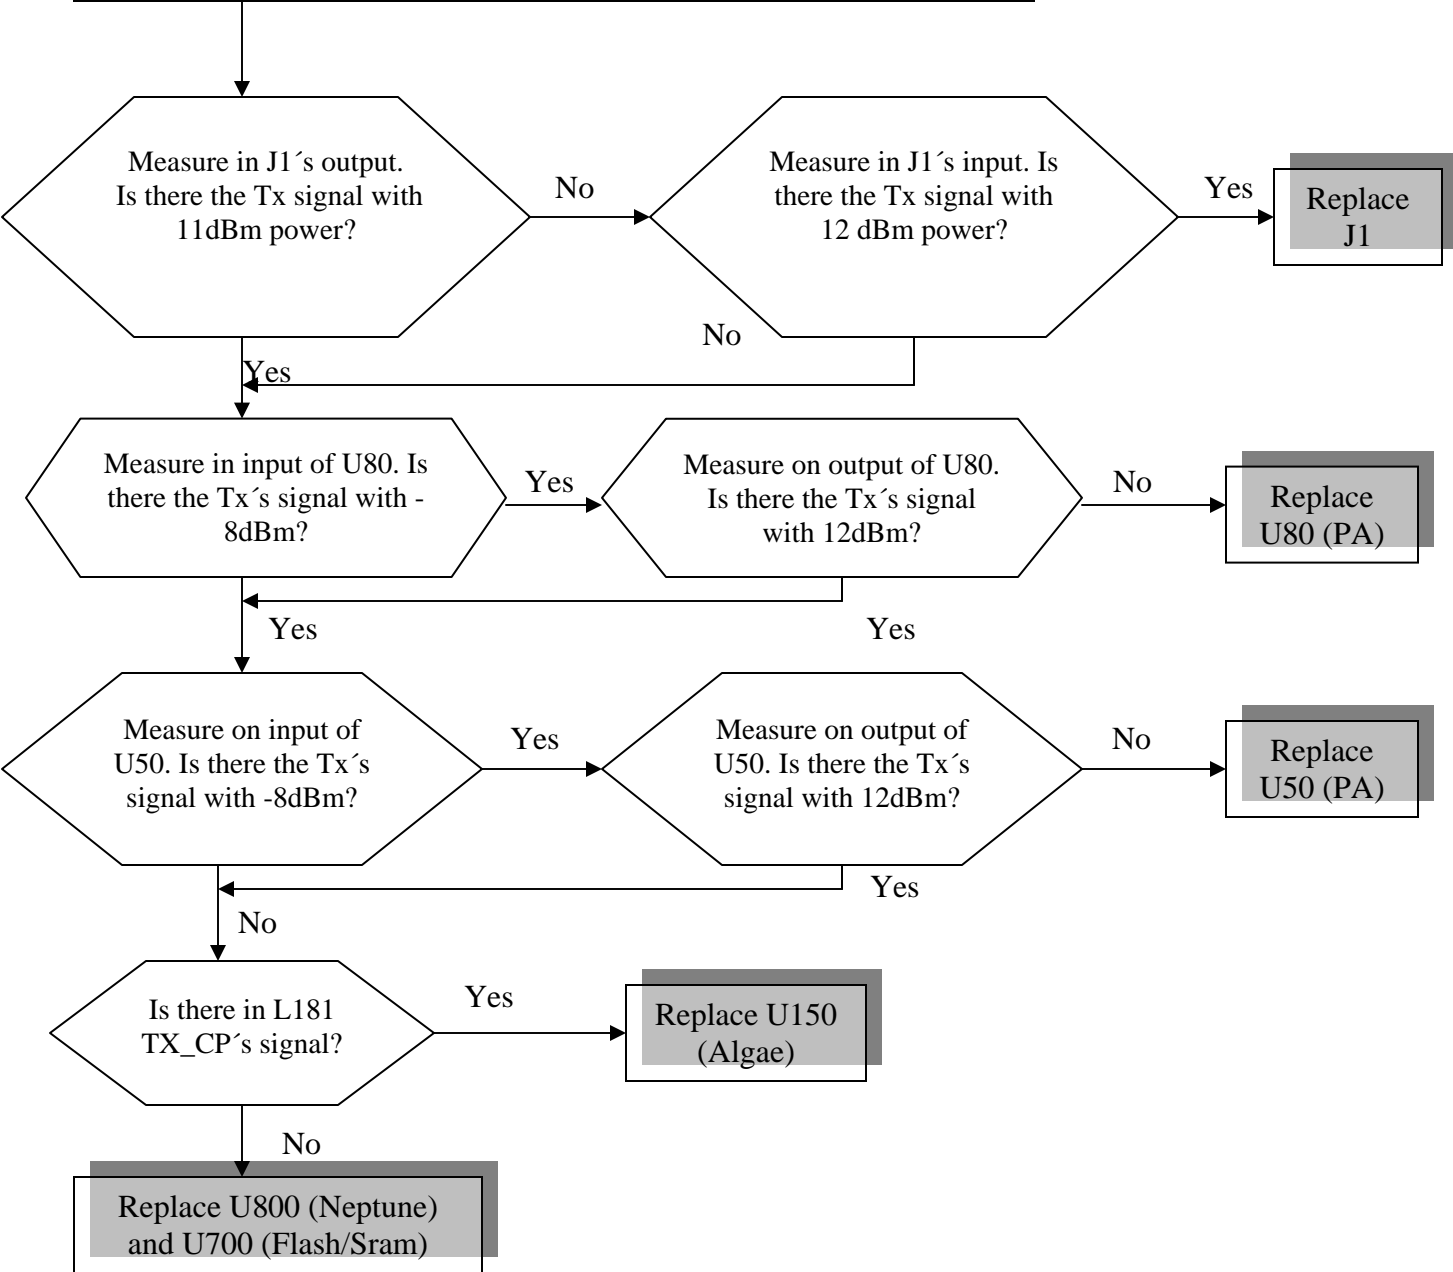 Measure in J1´s output.
Is there the Tx signal with
11dBm power?
No
Measure in J1´s input. Is
there the Tx signal with
12 dBm power?
Yes
Replace
J1
No
Yes
Measure in input of U80. Is
there the Tx´s signal with -
8dBm?
Yes
Measure on output of U80.
Is there the Tx´s signal
with 12dBm?
No
Replace
U80 (PA)
Yes
Yes
Measure on input of
U50. Is there the Tx´s
signal with -8dBm?
Yes
Measure on output of
U50. Is there the Tx´s
signal with 12dBm?
No
Replace
U50 (PA)
Yes
No
Is there in L181
TX_CP´s signal?
Yes
Replace U150
(Algae)
No
Replace U800 (Neptune)
and U700 (Flash/Sram)